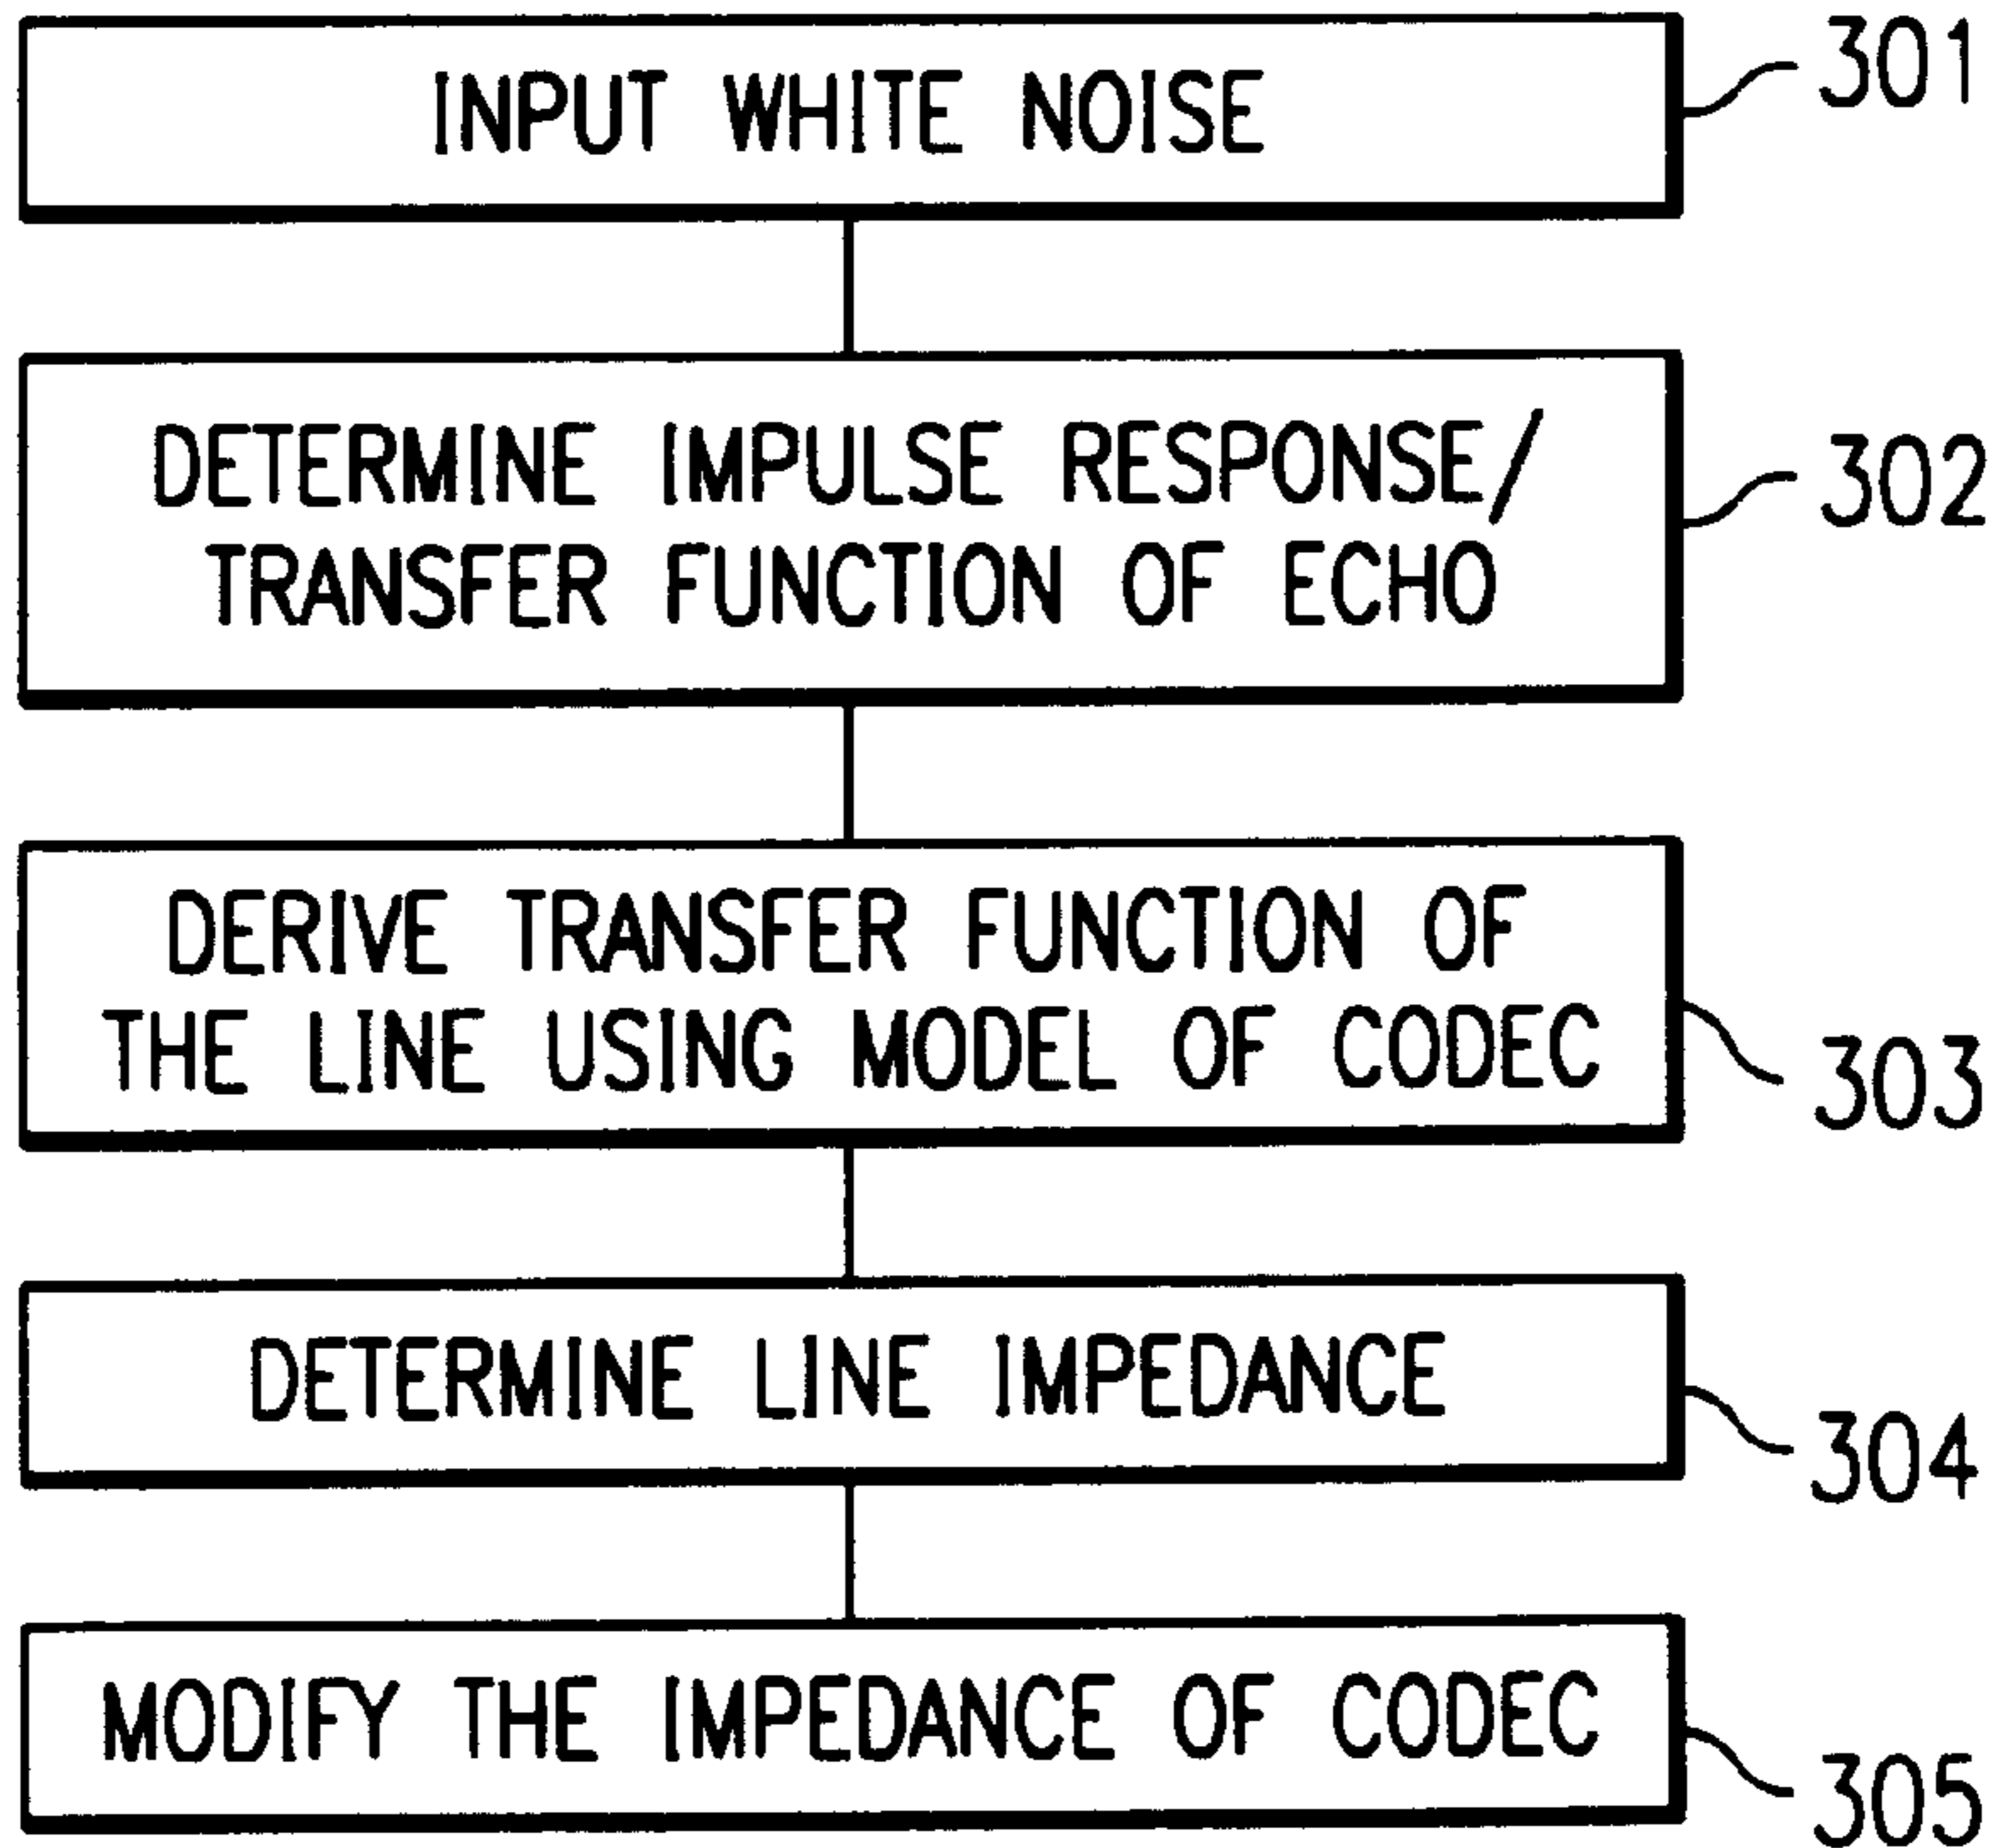 INPUT WHITE NOISE
301
DETERMINE IMPULSE RESPONSE/
TRANSFER FUNCTION OF ECHO
302
DERIVE TRANSFER FUNCTION OF
THE LINE USING MODEL OF CODEC
303
DETERMINE LINE IMPEDANCE
304
MODIFY THE IMPEDANCE OF CODEC
305